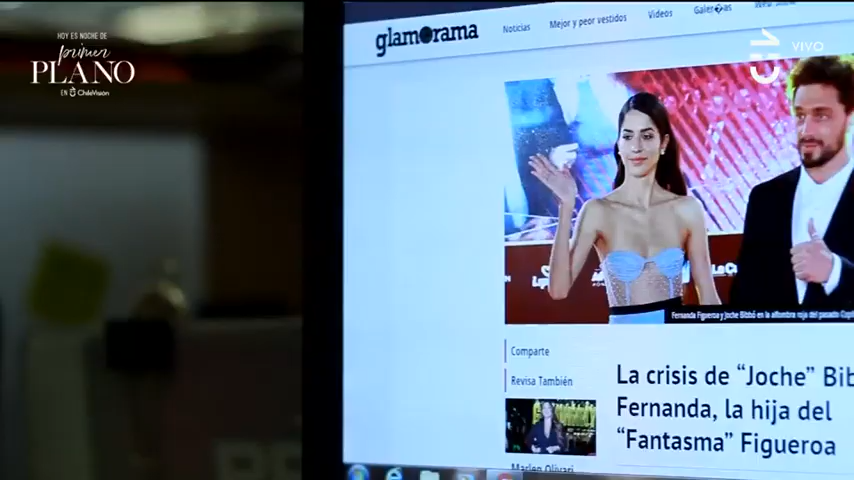 HOY ES NOCHE DE
primer
PLANO
EN ChileVisión
glamorama
Noticias
Mejor y peor vestidos
Videos
Galer�as
VIVO
Fernanda Figueroa y Joche Bibbó en la alfombra roja del pasado
Comparte
Revisa También
Marlen Olivari
La crisis de “Joche” Bib
Fernanda, la hija del
“Fantasma” Figueroa